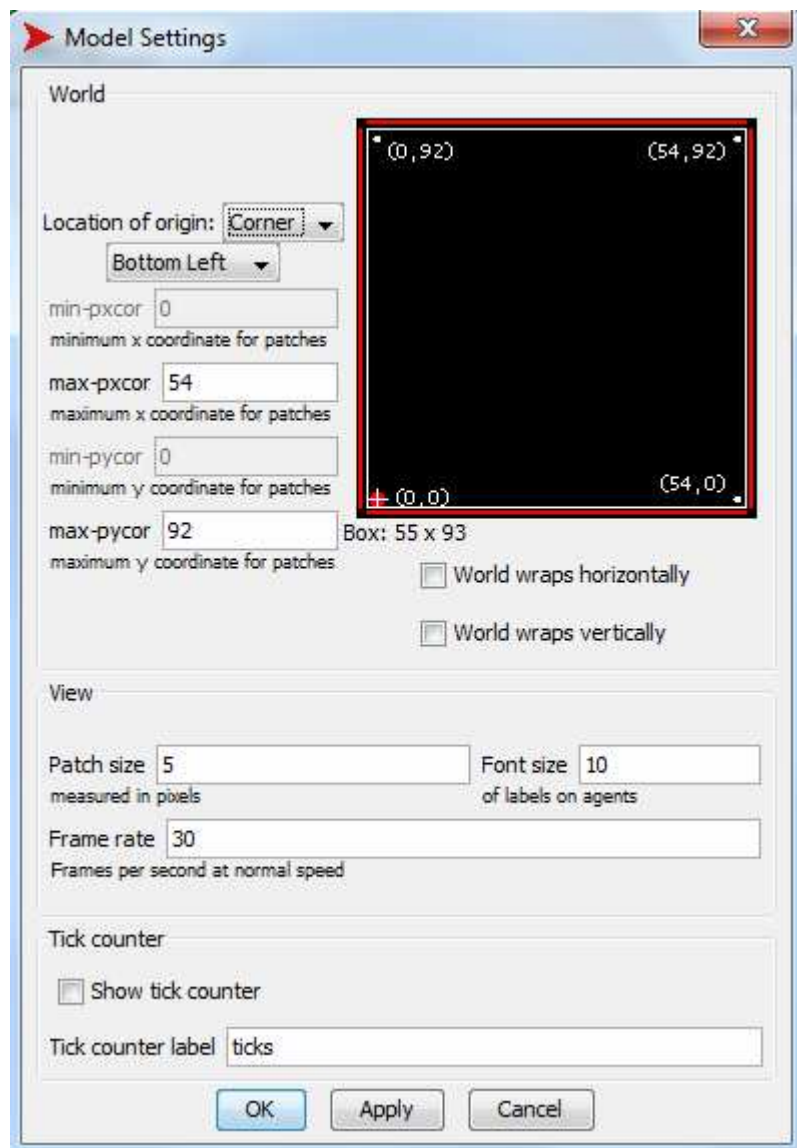 Model Settings
World
(0,92) (54,92)
Location of origin: Corner
Bottom Left
min-pxcor 0
minimum x coordinate for patches
max-pxcor 54
maximum x coordinate for patches
min-pycor 0
minimum y coordinate for patches
(0,0) (54,0)
max-pycor 92
maximum y coordinate for patches
Box: 55 x 93
World wraps horizontally
World wraps vertically
View
Patch size 5 Font size 10
measured in pixels of labels on agents
Frame rate 30
Frames per second at normal speed
Tick counter
Show tick counter
Tick counter label ticks
OK Apply Cancel